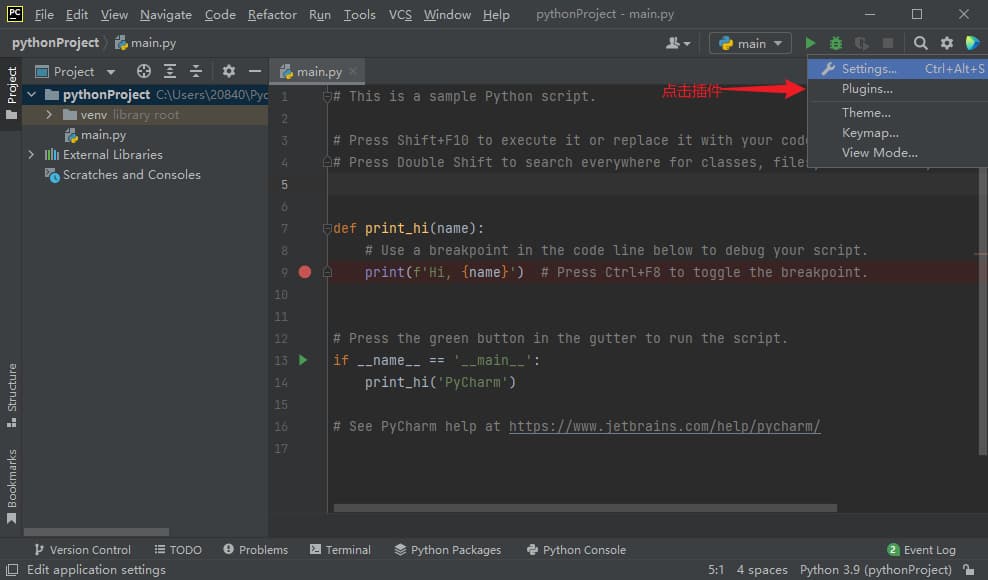 PC File Edit View Navigate Code Refactor Run Tools VCS Window Help pythonProject - main.py
pythonProject main.py main
Project main.py
Settings... Ctrl+Alt+S
Plugins...
Theme...
Keymap...
View Mode...
点击插件
Project
Structure
Bookmarks
pythonProject C:\Users\20840\Pyc
venv library root
main.py
External Libraries
Scratches and Consoles
1 # This is a sample Python script.
2
3 # Press Shift+F10 to execute it or replace it with your code
4 # Press Double Shift to search everywhere for classes, files,
5
6
7 def print_hi(name):
8 # Use a breakpoint in the code line below to debug your script.
9 print(f'Hi, {name}') # Press Ctrl+F8 to toggle the breakpoint.
10
11
12 # Press the green button in the gutter to run the script.
13 if __name__ == '__main__':
14 print_hi('PyCharm')
15
16 # See PyCharm help at https://www.jetbrains.com/help/pycharm/
17
Version Control TODO Problems Terminal Python Packages Python Console 2 Event Log
Edit application settings 5:1 4 spaces Python 3.9 (pythonProject)